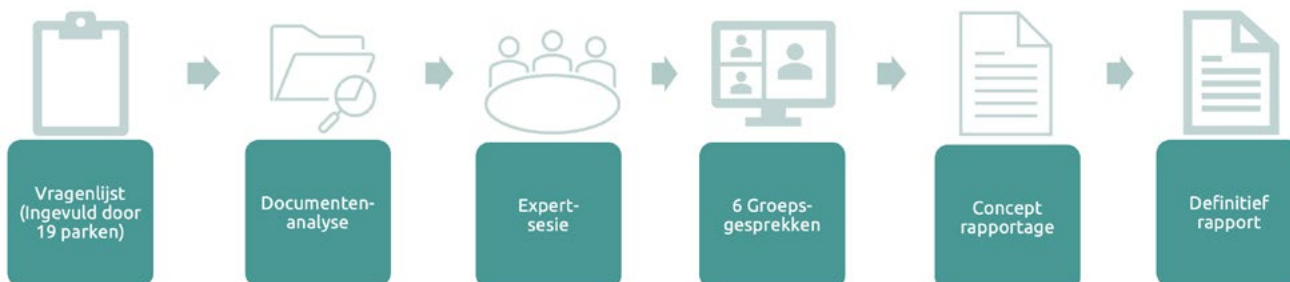 Vragenlijst
(Ingevuld door
19 parken)
Documenten-
analyse
Expert-
sesie
6 Groeps-
gesprekken
Concept
rapportage
Definitief
rapport